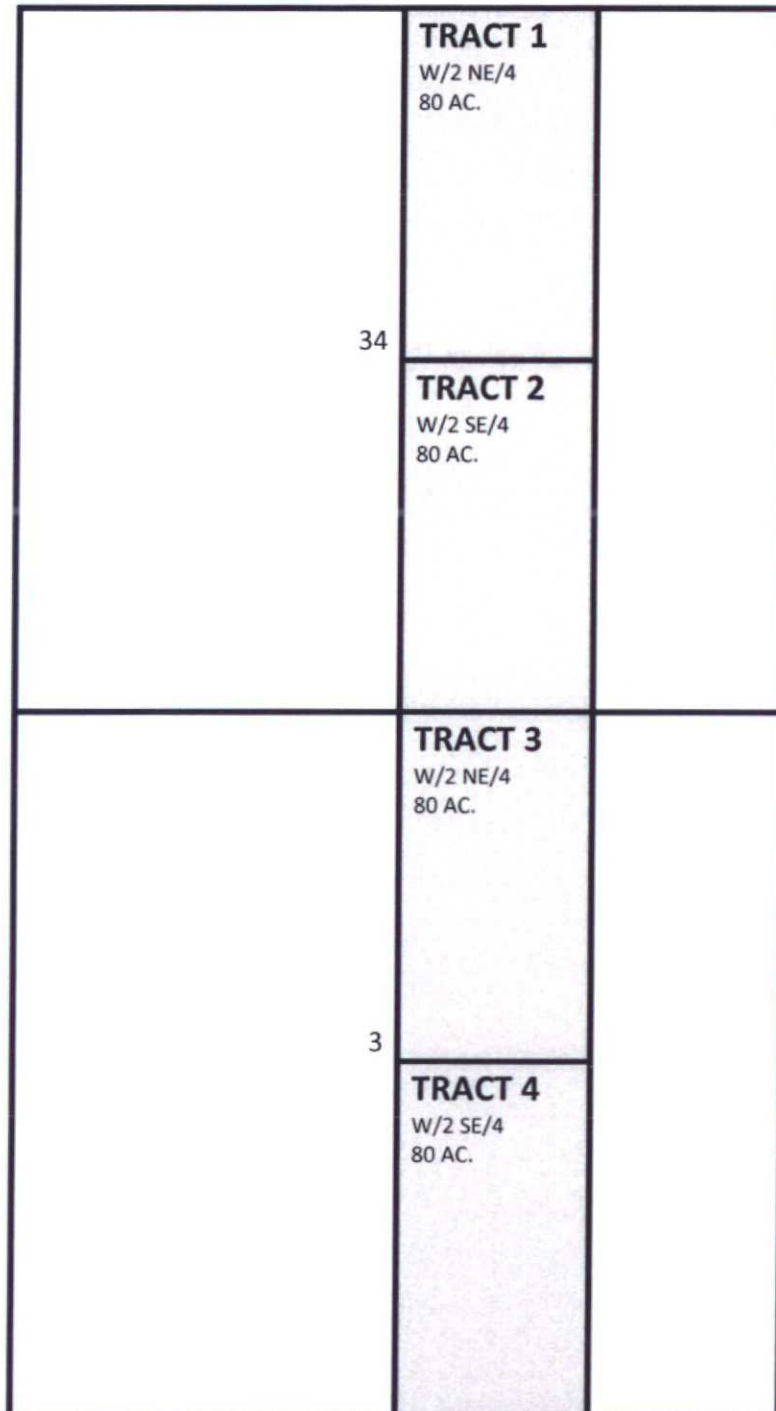 TRACT 1
W/2 NE/4
80 AC.
34
TRACT 2
W/2 SE/4
80 AC.
TRACT 3
W/2 NE/4
80 AC.
3
TRACT 4
W/2 SE/4
80 AC.